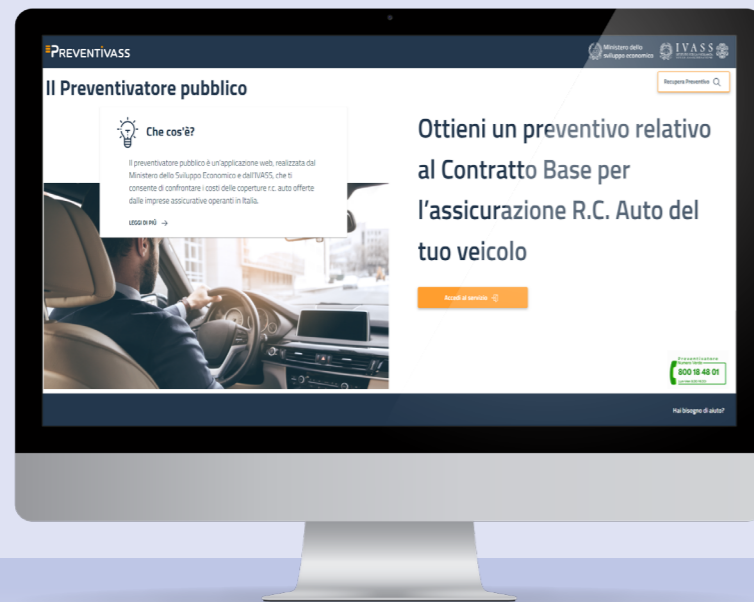 PREVENTIVASS
Ministero dello
sviluppo economico
IVASS
Il Preventivatore pubblico
Recupera Preventivo
Che cos'è?
Il preventivatore pubblico è un'applicazione web, realizzata dal
Ministero dello Sviluppo Economico e dall'IVASS, che ti
consente di confrontare i costi delle coperture r.c. auto offerte
dalle imprese assicurative operanti in Italia.
LEGGI DI PIÙ →
Ottieni un preventivo relativo
al Contratto Base per
l'assicurazione R.C. Auto del
tuo veicolo
Accedi al servizio
Preventivatore
800 18 48 01
Hai bisogno di aiuto?